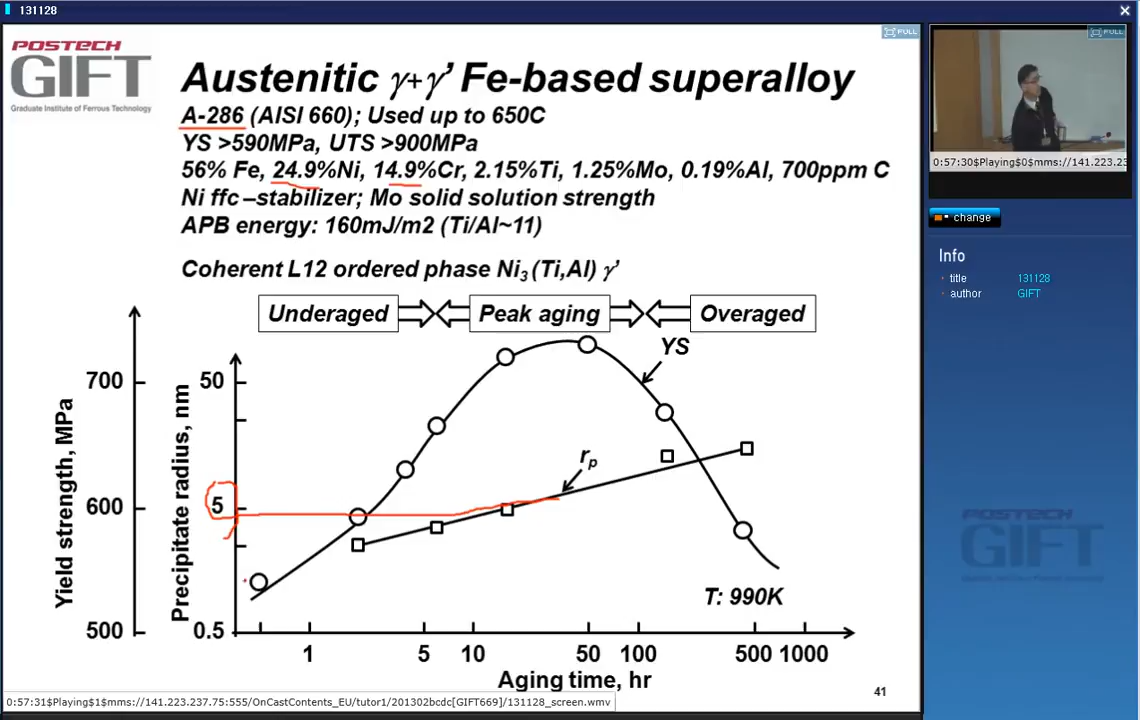 131128
POSTECH
GIFT
Graduate Institute of Ferrous Technology
FULL
FULL
Austenitic γ+γ’ Fe-based superalloy
A-286 (AISI 660); Used up to 650C
YS >590MPa, UTS >900MPa
56% Fe, 24.9%Ni, 14.9%Cr, 2.15%Ti, 1.25%Mo, 0.19%Al, 700ppm C
Ni ffc –stabilizer; Mo solid solution strength
APB energy: 160mJ/m2 (Ti/Al~11)
Coherent L12 ordered phase Ni3 (Ti,Al) γ’
0:57:30$Playing$0$mms://141.223.23
change
Info
title 131128
author GIFT
Underaged
Peak aging
Overaged
YS
rp
T: 990K
Yield strength, MPa
700
600
500
Precipitate radius, nm
50
5
0.5
1 5 10 50 100 500 1000
Aging time, hr
41
POSTECH
GIFT
0:57:31$Playing$1$mms://141.223.237.75:555/OnCastContents_EU/tutor1/201302bcdc[GIFT669]/131128_screen.wmv